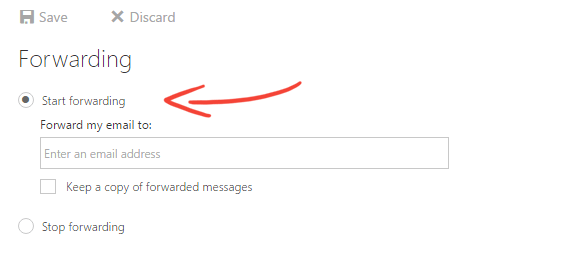 Save Discard
Forwarding
Start forwarding
Forward my email to:
Enter an email address
Keep a copy of forwarded messages
Stop forwarding